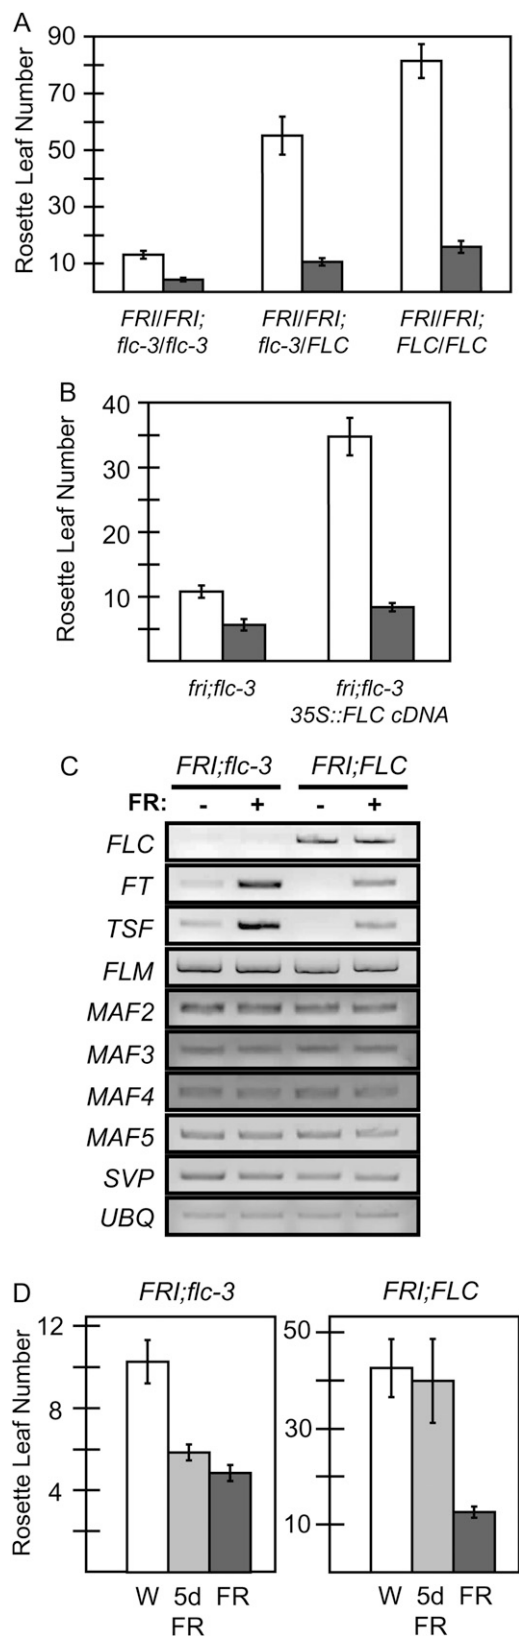 A
Rosette Leaf Number
90
70
50
30
10
FRI/FRI; flc-3/flc-3
FRI/FRI; flc-3/FLC
FRI/FRI; FLC/FLC
B
Rosette Leaf Number
40
30
20
10
fri;flc-3
fri;flc-3
35S::FLC cDNA
C
FRI;flc-3 FRI;FLC
FR: - + - +
FLC
FT
TSF
FLM
MAF2
MAF3
MAF4
MAF5
SVP
UBQ
D
FRI;flc-3
Rosette Leaf Number
12
8
4
W 5d FR
FR
FRI;FLC
50
30
10
W 5d FR
FR